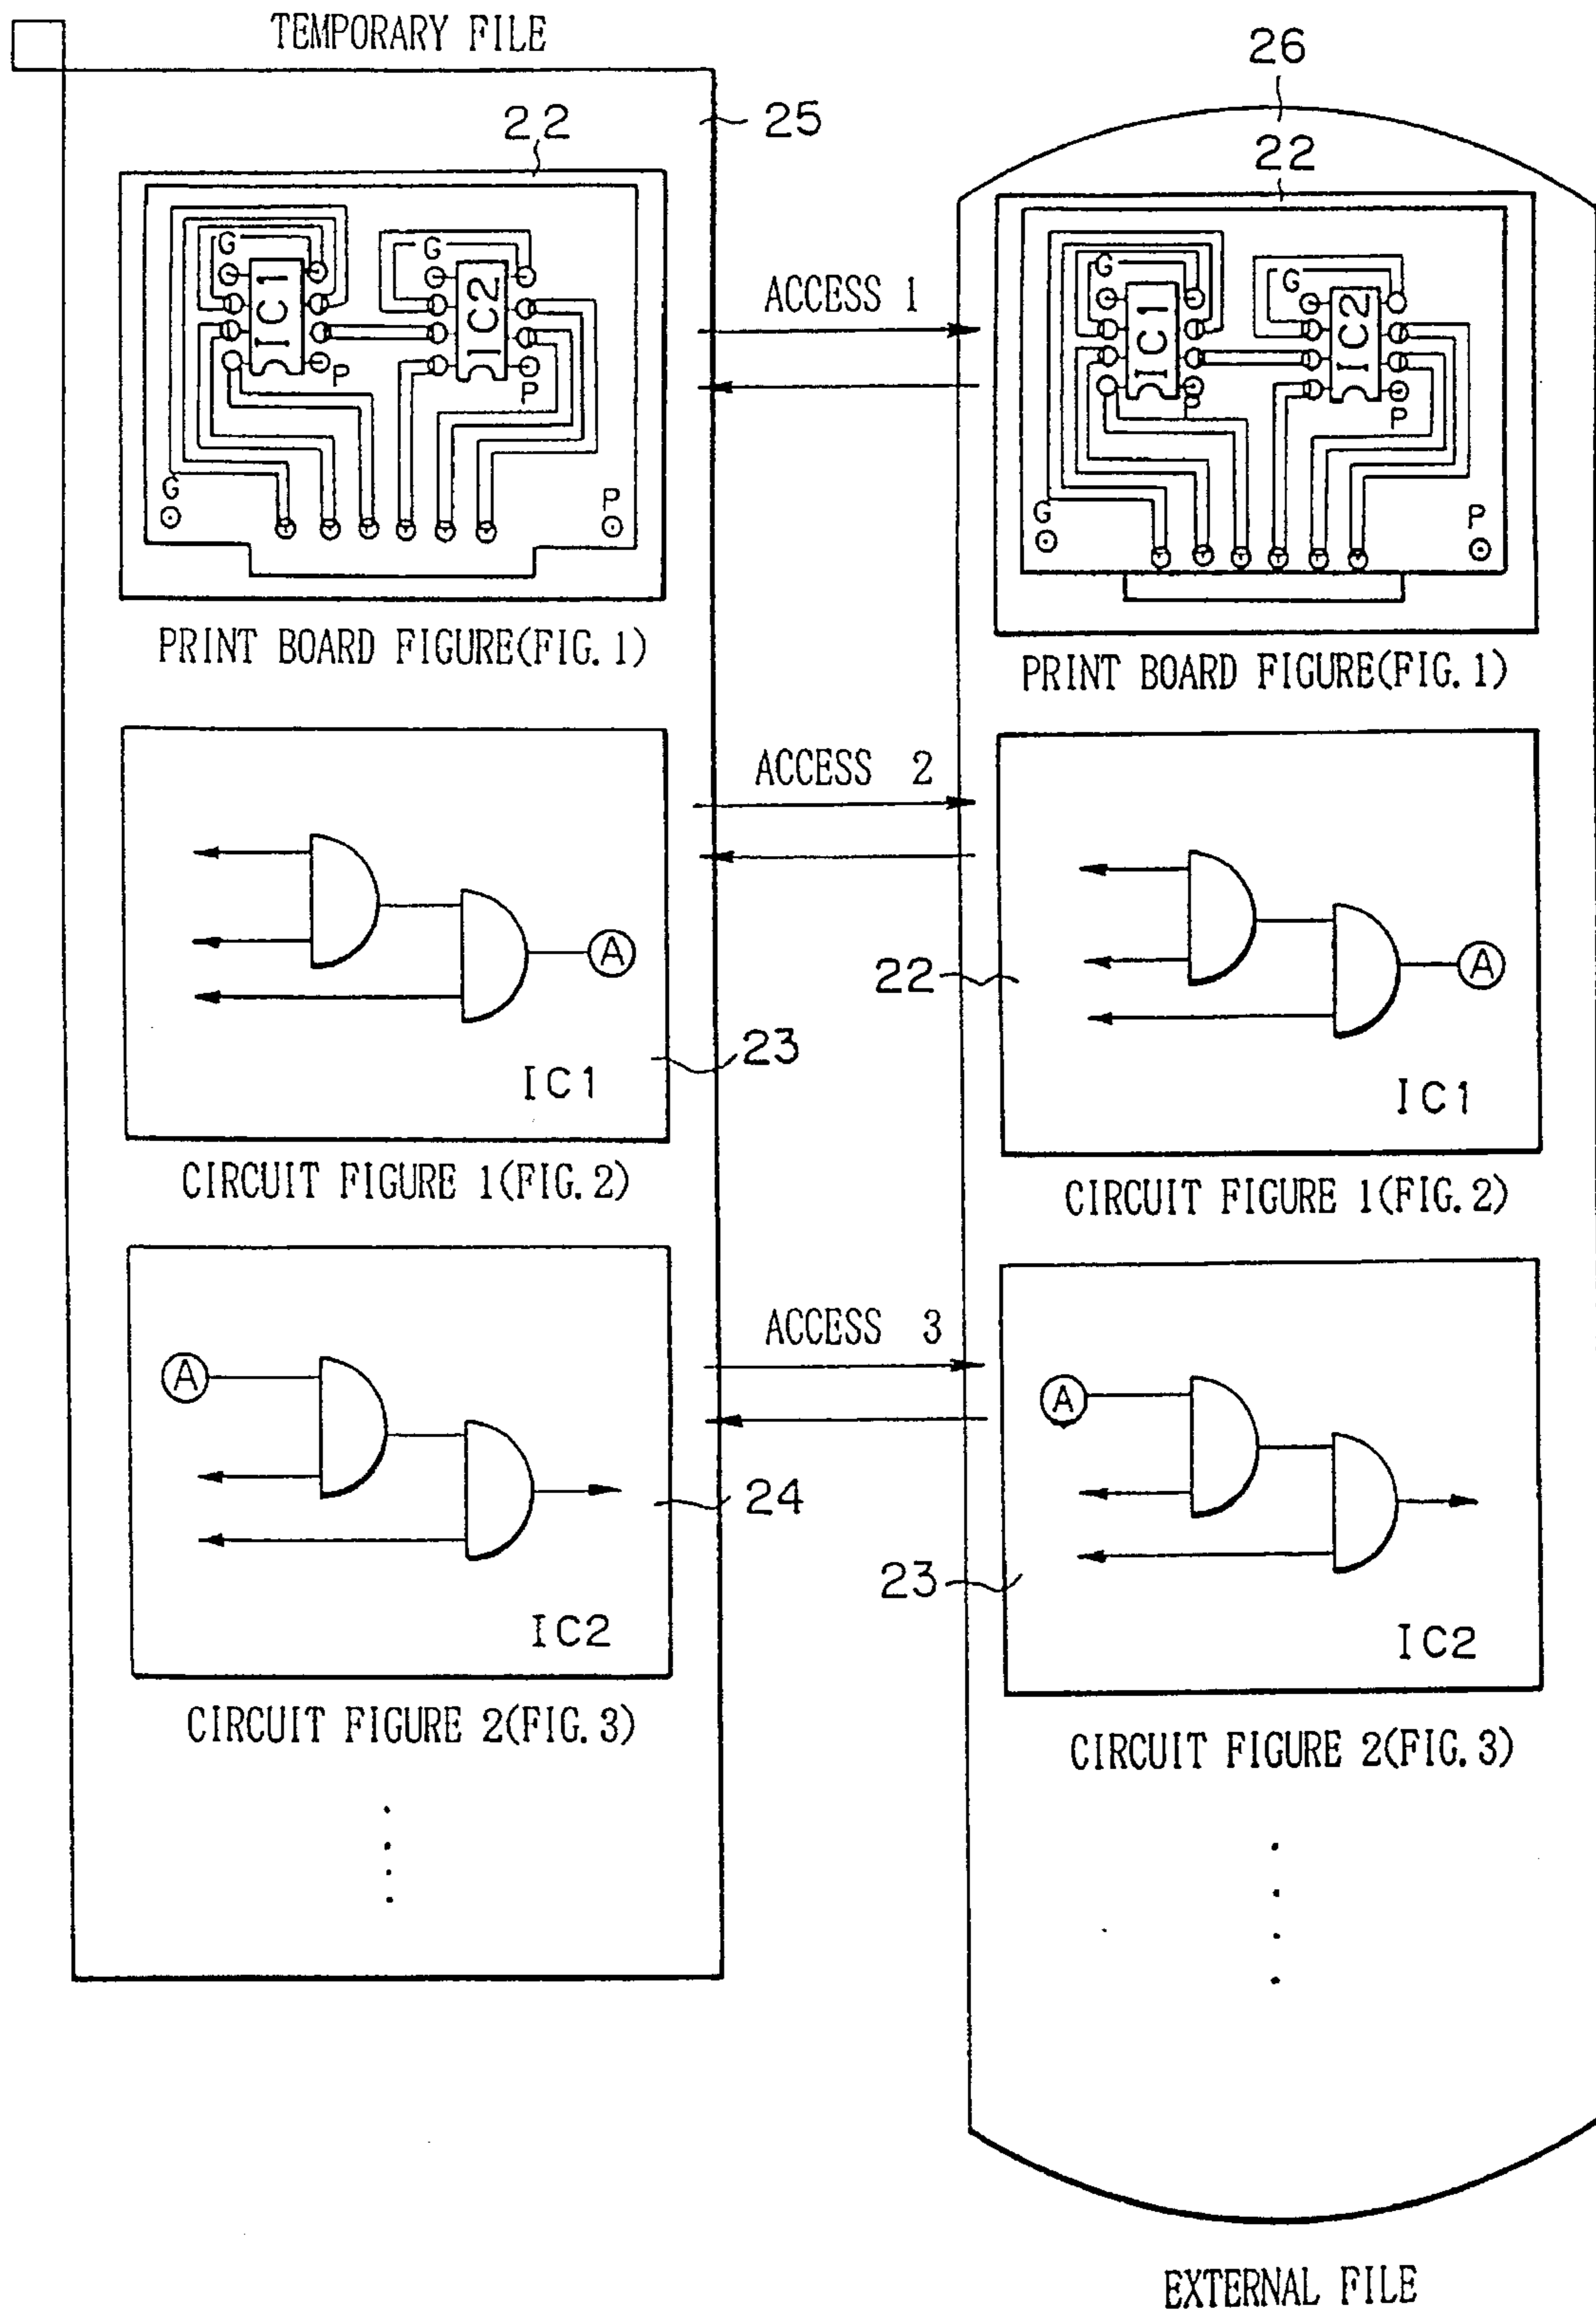 TEMPORARY FILE
25
22
G
IC1
P
G
IC2
P
G
P
PRINT BOARD FIGURE(FIG. 1)
IC1
A
23
CIRCUIT FIGURE 1(FIG. 2)
A
IC2
24
CIRCUIT FIGURE 2(FIG. 3)
ACCESS 1
ACCESS 2
ACCESS 3
26
22
G
IC1
P
G
IC2
P
G
P
PRINT BOARD FIGURE(FIG. 1)
A
22
IC1
CIRCUIT FIGURE 1(FIG. 2)
A
23
IC2
CIRCUIT FIGURE 2(FIG. 3)
EXTERNAL FILE